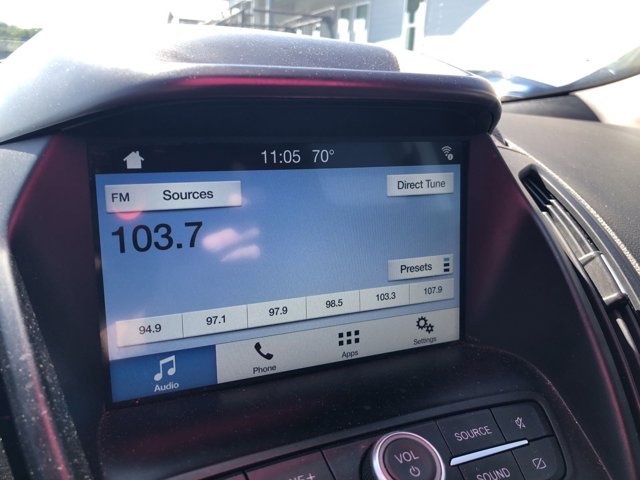 11:05 70°
FM Sources
Direct Tune
103.7
Presets
94.9 97.1 97.9 98.5 103.3 107.9
Audio Phone Apps Settings
SOURCE
VOL
SOUND